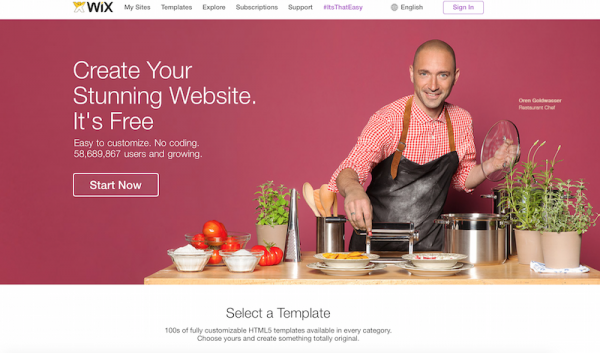 WiX
My Sites Templates Explore Subscriptions Support #ItsThatEasy English Sign In
Create Your
Stunning Website.
It's Free
Easy to customize. No coding.
58,689,867 users and growing.
Start Now
Oren Goldwasser
Restaurant Chef
Select a Template
100s of fully customizable HTML5 templates available in every category.
Choose yours and create something totally original.